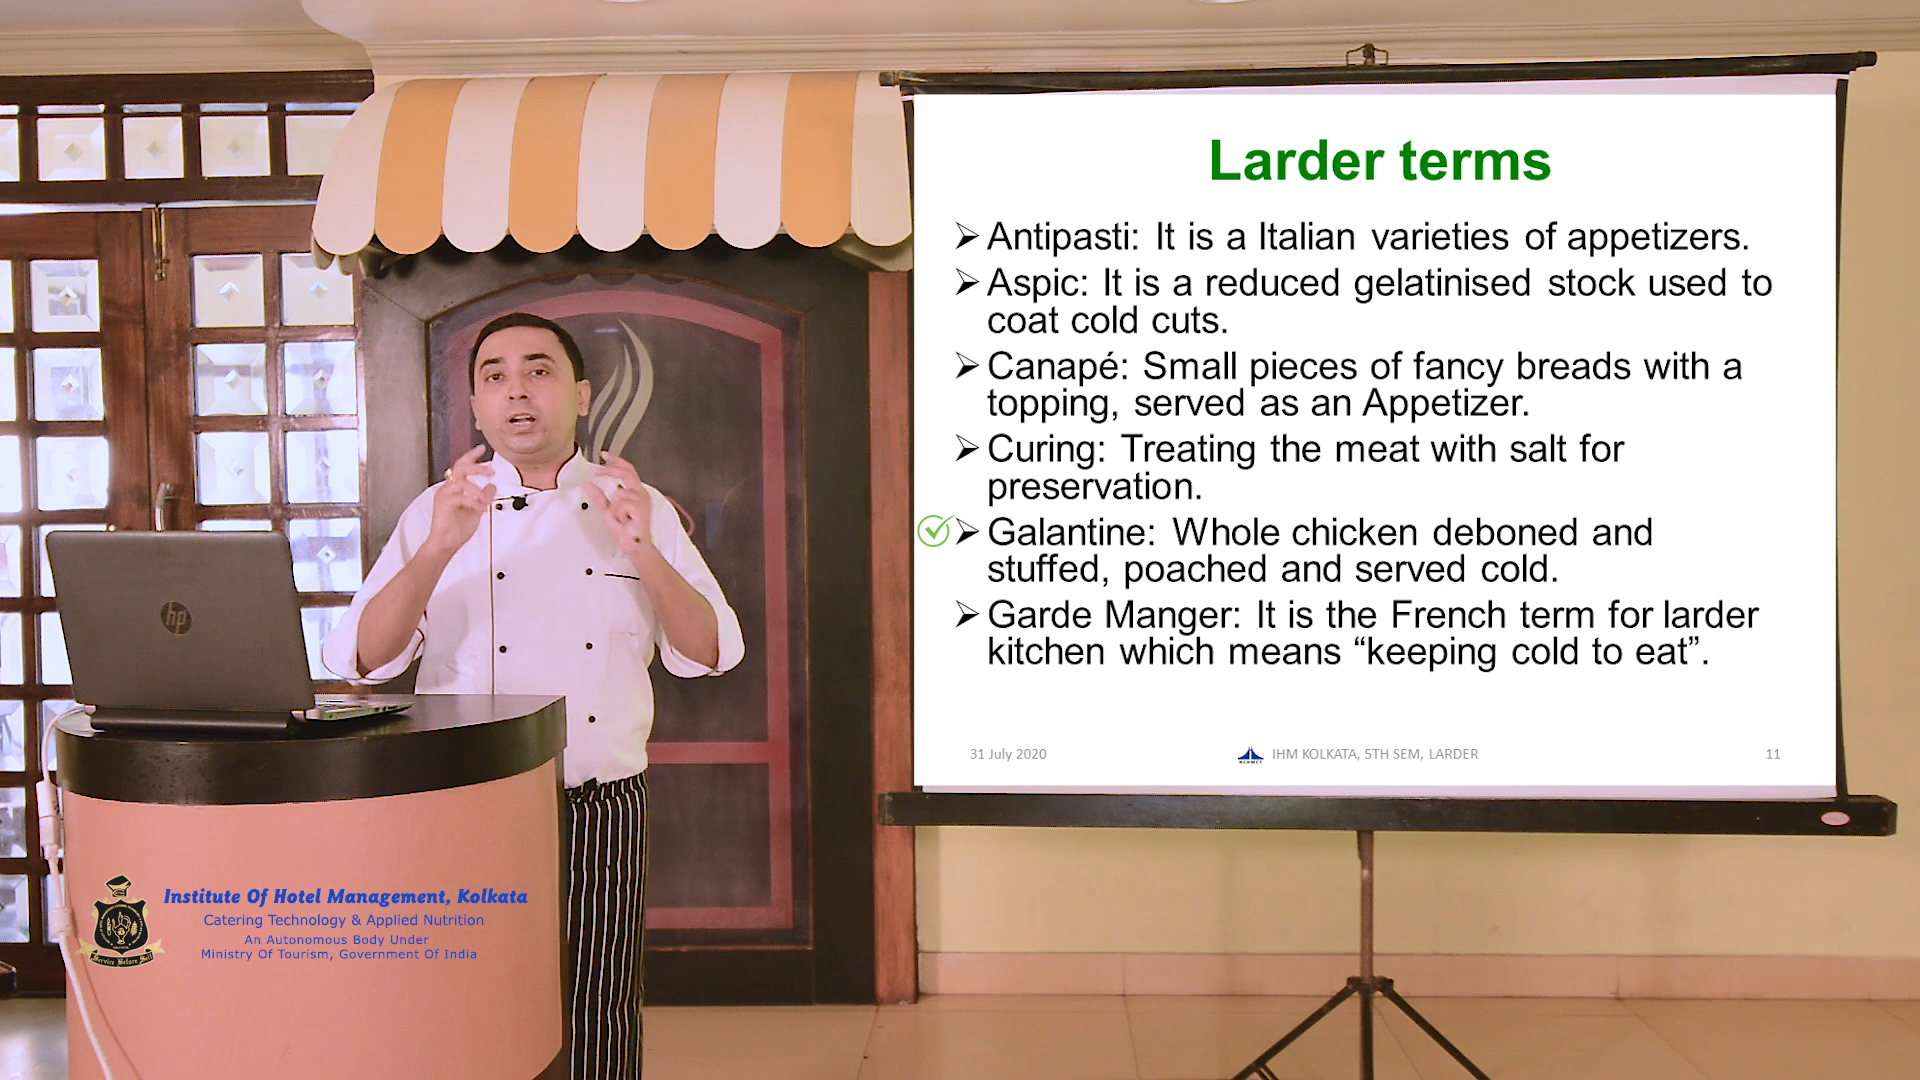 Larder terms
➢Antipasti: It is a Italian varieties of appetizers.
➢Aspic: It is a reduced gelatinised stock used to
coat cold cuts.
➢Canapé: Small pieces of fancy breads with a
topping, served as an Appetizer.
➢Curing: Treating the meat with salt for
preservation.
➢Galantine: Whole chicken deboned and
stuffed, poached and served cold.
➢Garde Manger: It is the French term for larder
kitchen which means “keeping cold to eat”.
31 July 2020
IHM KOLKATA, 5TH SEM, LARDER
11
hp
Institute Of Hotel Management, Kolkata
Catering Technology & Applied Nutrition
An Autonomous Body Under
Ministry Of Tourism, Government Of India
Service Before Self